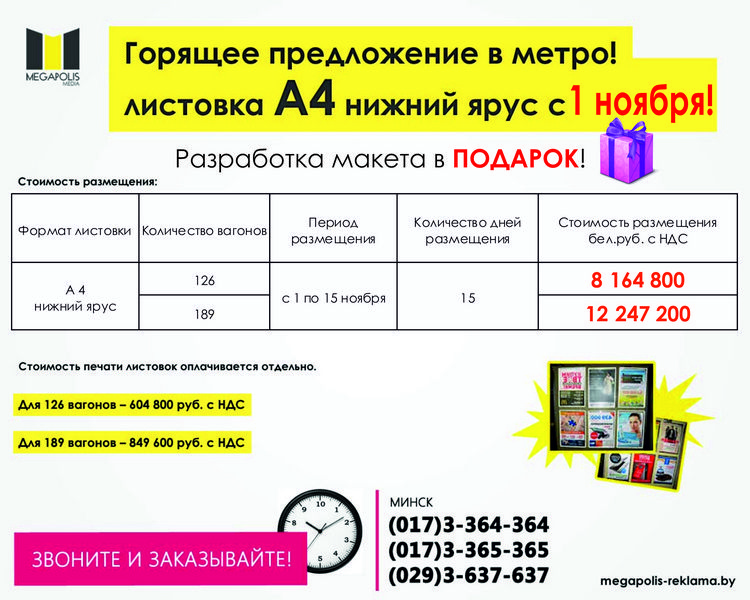 MEGAPOLIS
MEDIA
Горящее предложение в метро!
листовка А4 нижний ярус с 1 ноября!
Разработка макета в ПОДАРОК!
Стоимость размещения:
Формат листовки
Количество вагонов
Период
размещения
Количество дней
размещения
Стоимость размещения
бел.руб. с НДС
А 4
нижний ярус
126
189
с 1 по 15 ноября
15
8 164 800
12 247 200
Стоимость печати листовок оплачивается отдельно.
Для 126 вагонов – 604 800 руб. с НДС
Для 189 вагонов – 849 600 руб. с НДС
ЗВОНИТЕ И ЗАКАЗЫВАЙТЕ!
МИНСК
(017)3-364-364
(017)3-365-365
(029)3-637-637
megapolis-reklama.by